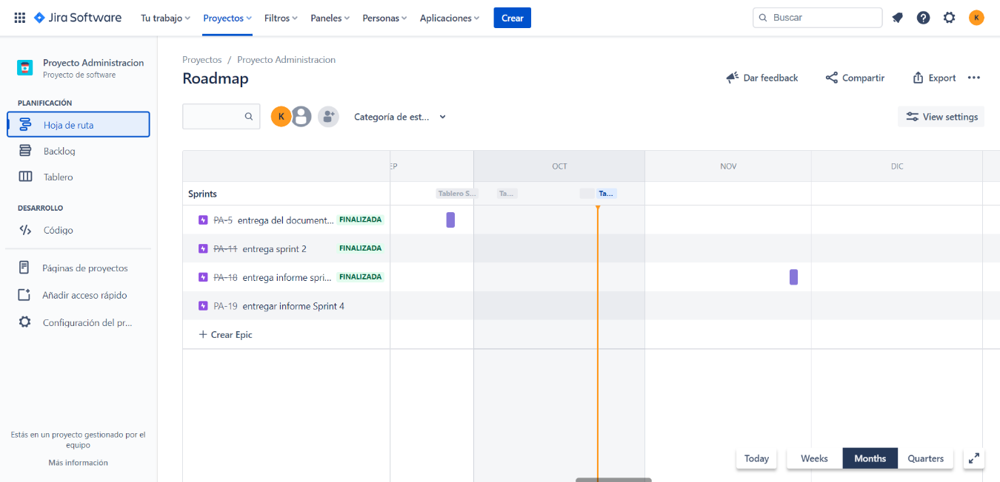 Jira Software
Tu trabajo
Proyectos
Filtros
Paneles
Personas
Aplicaciones
Crear
Buscar
K
Proyecto Administracion
Proyecto de software
PLANIFICACIÓN
Hoja de ruta
Backlog
Tablero
DESARROLLO
Código
Páginas de proyectos
Añadir acceso rápido
Configuración del pr...
Estás en un proyecto gestionado por el
equipo
Más información
Proyectos / Proyecto Administracion
Roadmap
Dar feedback
Compartir
Export
K
Categoría de est...
View settings
EP
OCT
NOV
DIC
Sprints
Tablero S...
Ta...
Ta...
PA-5 entrega del document... FINALIZADA
PA-11 entrega sprint 2 FINALIZADA
PA-18 entrega informe spri... FINALIZADA
PA-19 entregar informe Sprint 4
+ Crear Epic
Today
Weeks
Months
Quarters